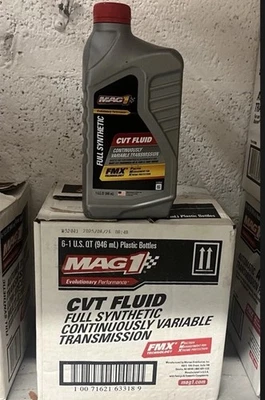 MAG 1
FULL SYNTHETIC
CVT FLUID
CONTINUOUSLY
VARIABLE TRANSMISSION
FMX
6-1 U.S. QT (946 mL) Plastic Bottles
MAG 1
Evolutionary Performance
CVT FLUID
FULL SYNTHETIC
CONTINUOUSLY VARIABLE
TRANSMISSION
FMX
TECHNOLOGY
1 00 71621 63318 9
mag1.com